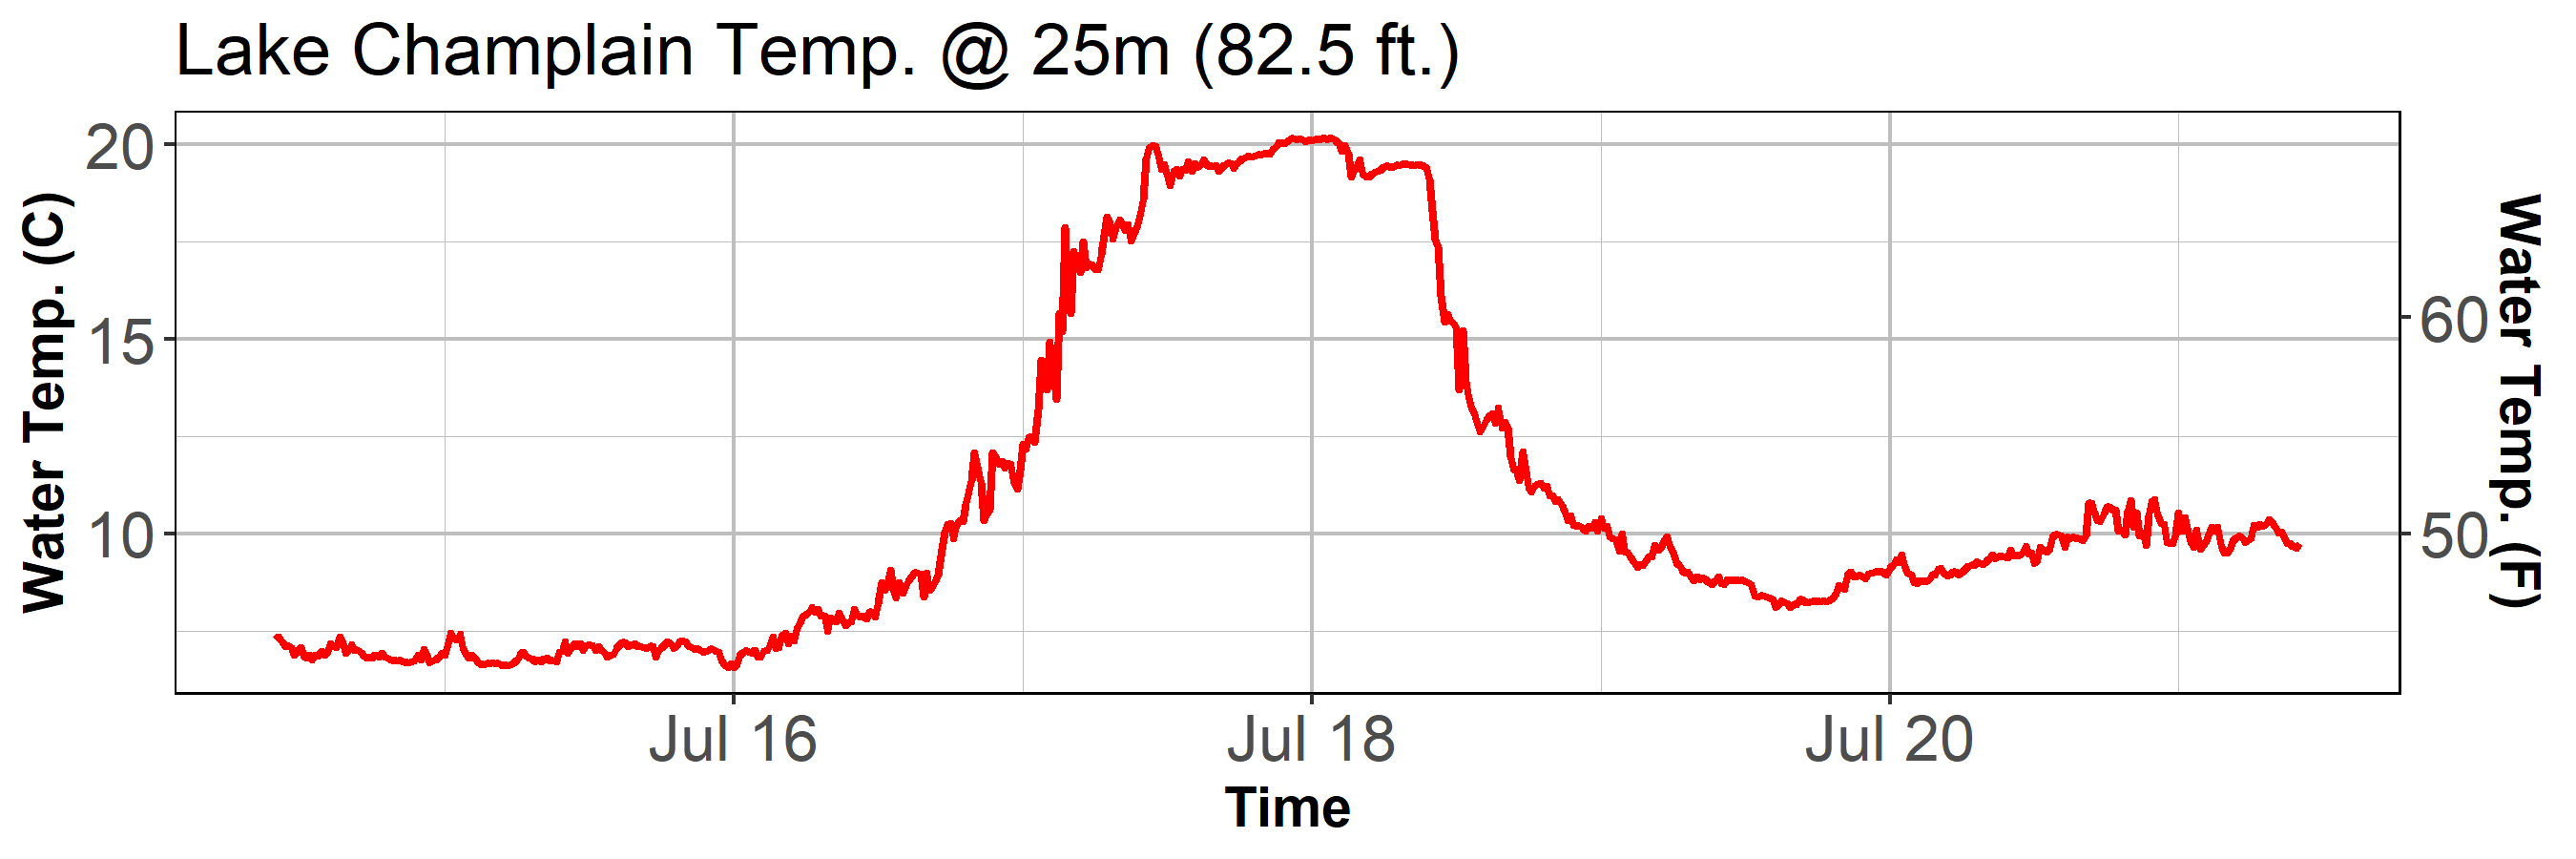 Lake Champlain Temp. @ 25m (82.5 ft.)
Water Temp. (C)
20
15
10
60
50
Water Temp. (F)
Jul 16
Jul 18
Jul 20
Time